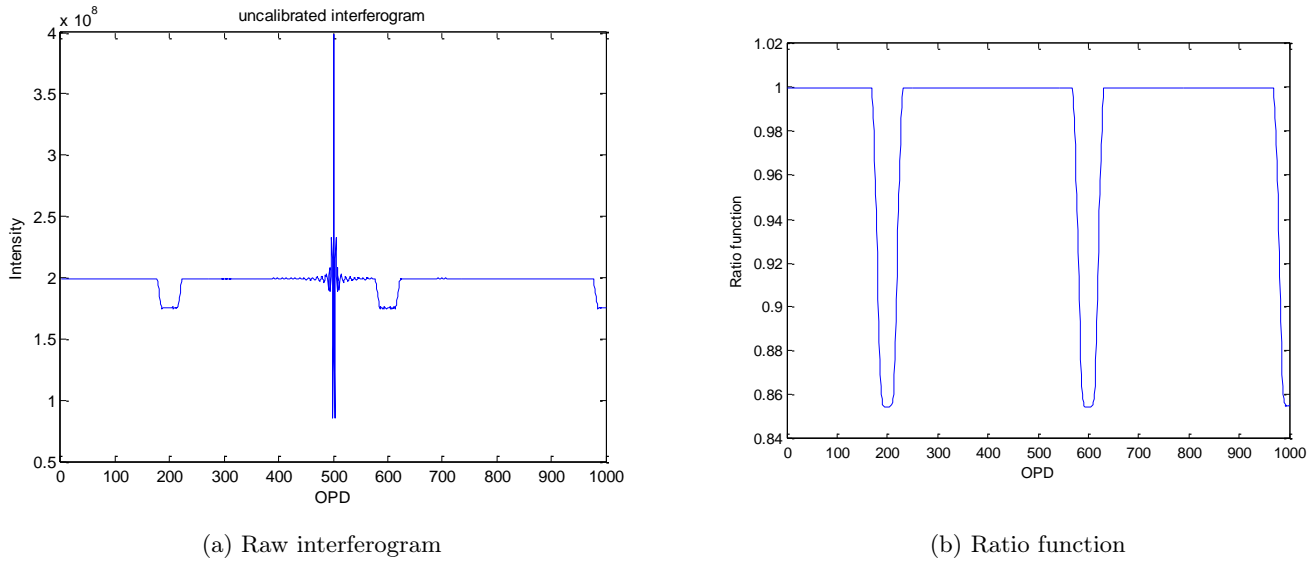 uncalibrated interferogram
x 10^8
4
3.5
3
2.5
2
1.5
1
0.5
Intensity
0 100 200 300 400 500 600 700 800 900 1000
OPD
(a) Raw interferogram
1.02
1
0.98
0.96
0.94
0.92
0.9
0.88
0.86
0.84
Ratio function
0 100 200 300 400 500 600 700 800 900 1000
OPD
(b) Ratio function